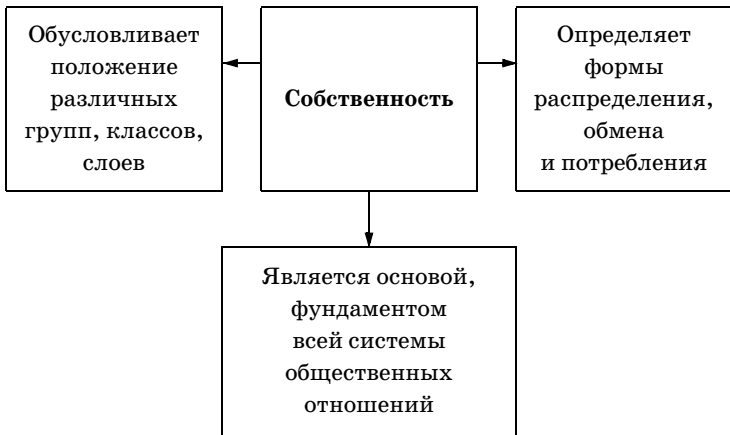 Обусловливает
положение
различных
групп, классов,
слоев
Собственность
Определяет
формы
распределения,
обмена
и потребления
Является основой,
фундаментом
всей системы
общественных
отношений